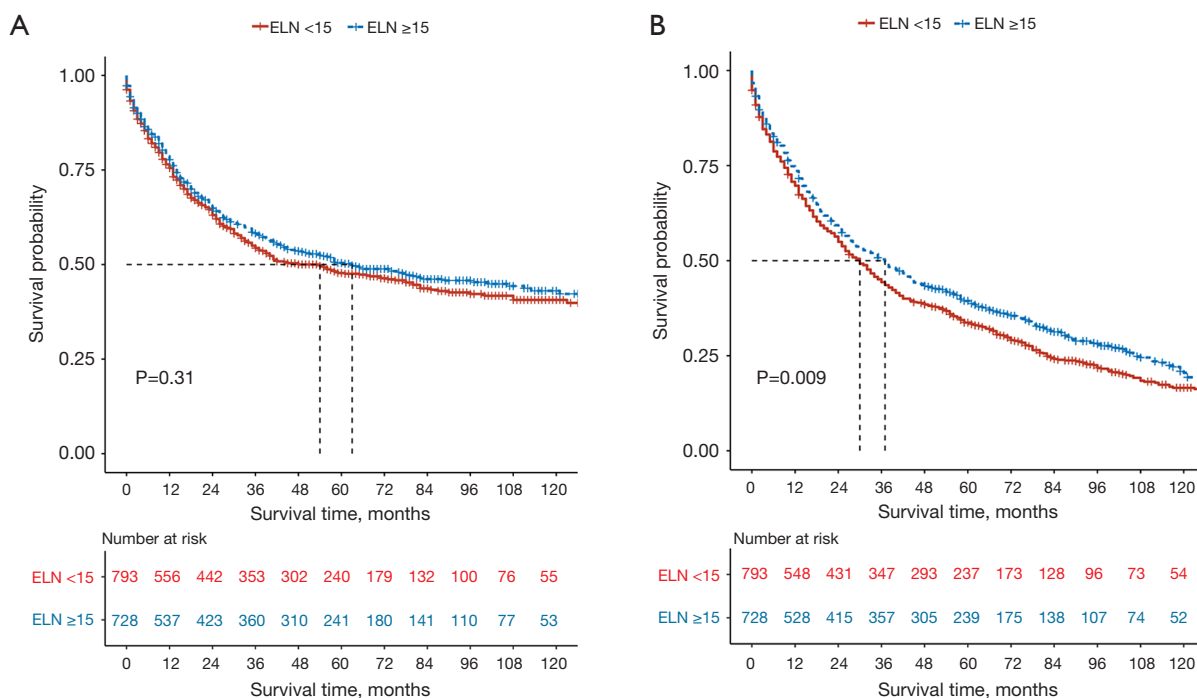 A
ELN <15 ELN ≥15
1.00
0.75
0.50
0.25
0.00
Survival probability
P=0.31
0 12 24 36 48 60 72 84 96 108 120
Survival time, months
Number at risk
ELN <15 793 556 442 353 302 240 179 132 100 76 55
ELN ≥15 728 537 423 360 310 241 180 141 110 77 53
0 12 24 36 48 60 72 84 96 108 120
Survival time, months
B
ELN <15 ELN ≥15
1.00
0.75
0.50
0.25
0.00
Survival probability
P=0.009
0 12 24 36 48 60 72 84 96 108 120
Survival time, months
Number at risk
ELN <15 793 548 431 347 293 237 173 128 96 73 54
ELN ≥15 728 528 415 357 305 239 175 138 107 74 52
0 12 24 36 48 60 72 84 96 108 120
Survival time, months